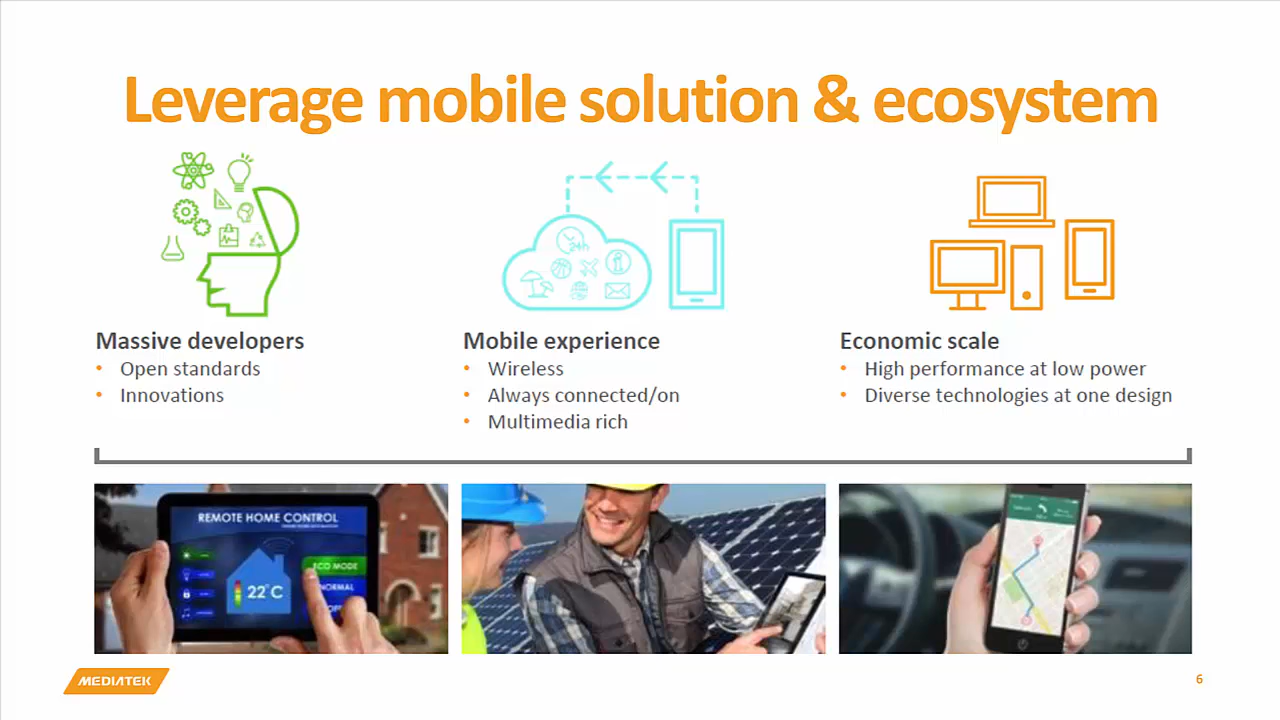 Leverage mobile solution & ecosystem
24h
Massive developers
• Open standards
• Innovations
Mobile experience
• Wireless
• Always connected/on
• Multimedia rich
Economic scale
• High performance at low power
• Diverse technologies at one design
REMOTE HOME CONTROL
ECO MODE
22°C
NORMAL
OFF
MEDIATEK
6